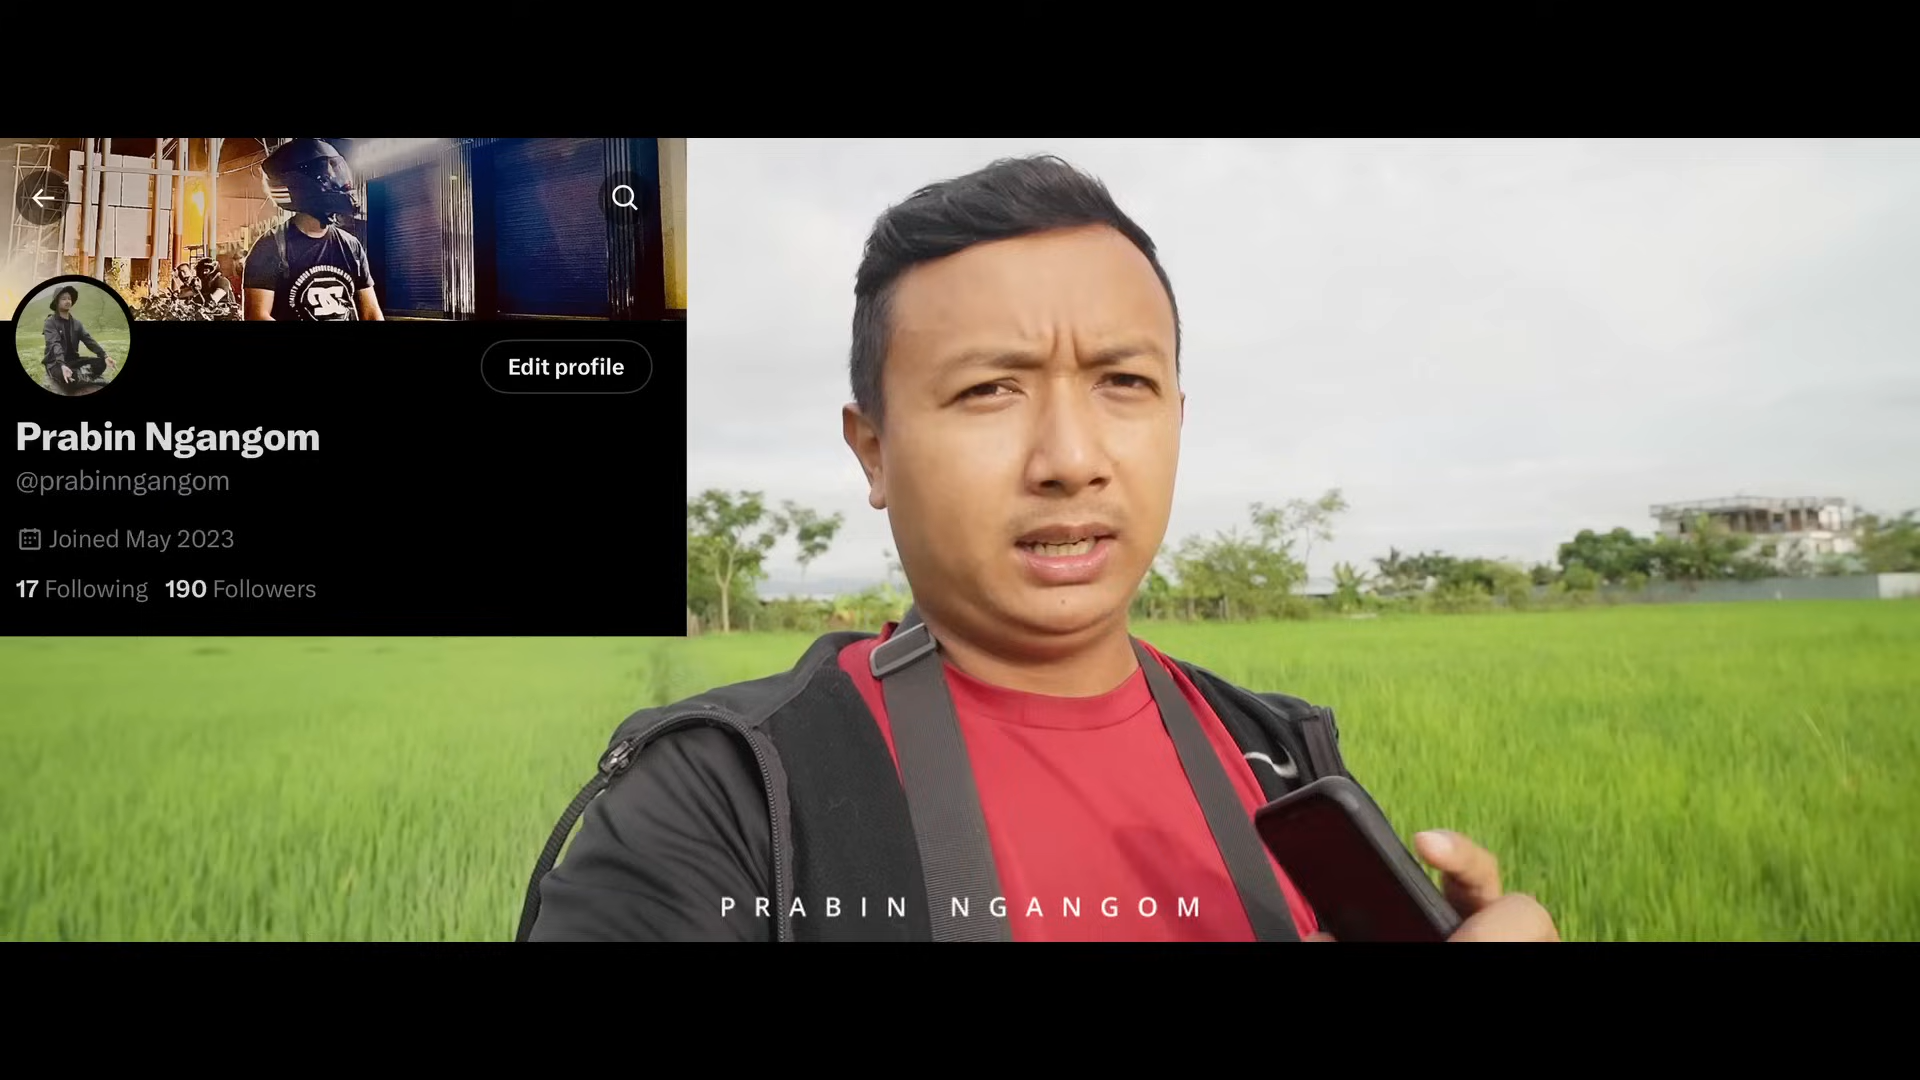 Edit profile
Prabin Ngangom
@prabinngangom
Joined May 2023
17 Following 190 Followers
PRABIN NGANGOM